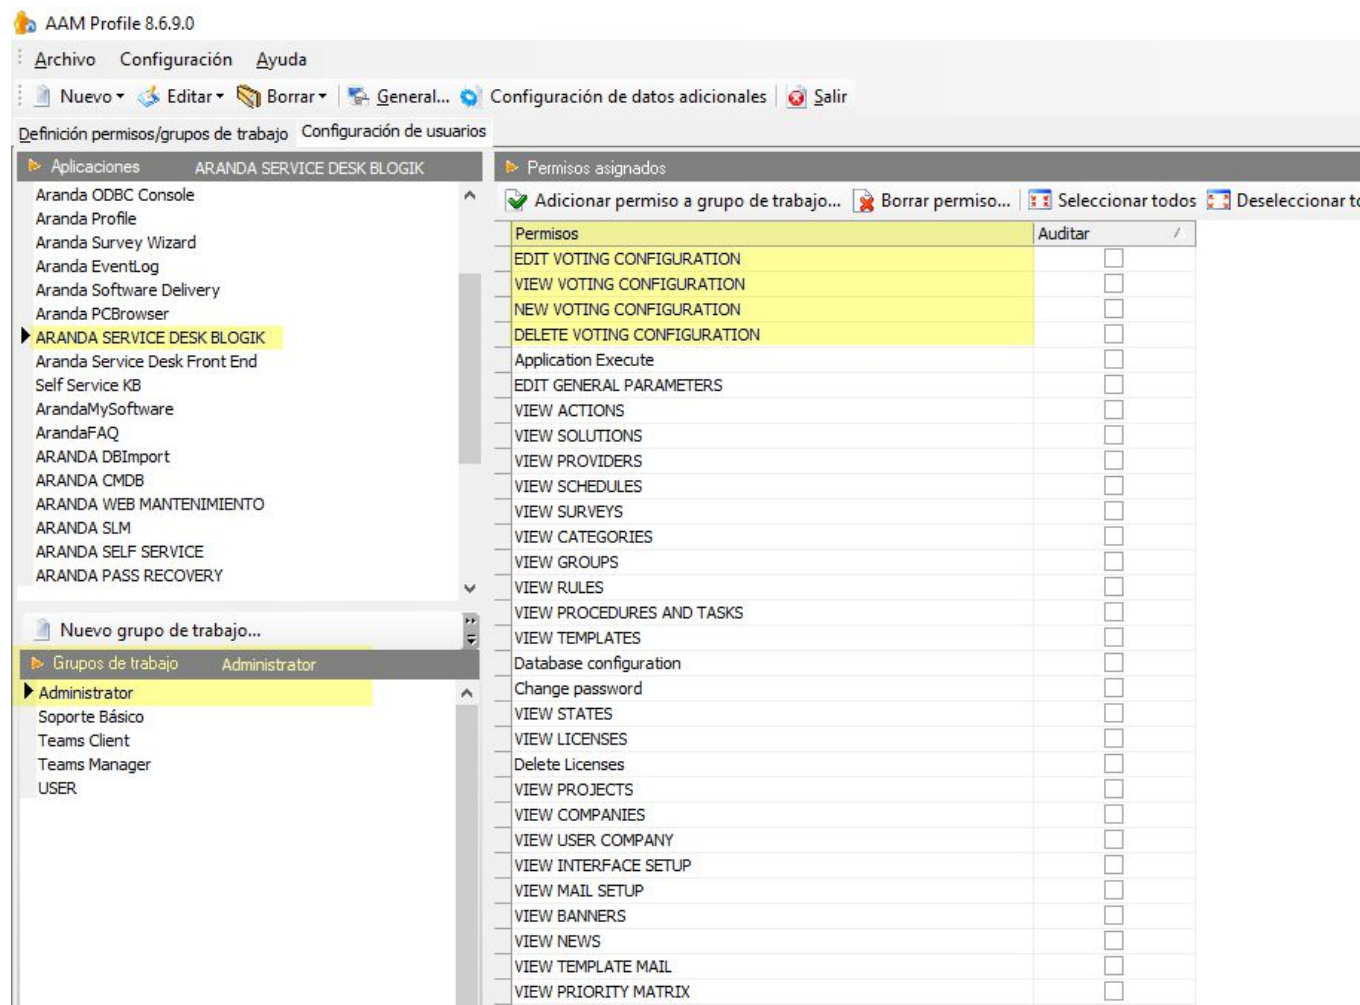 AAM Profile 8.6.9.0
Archivo Configuración Ayuda
Nuevo Editar Borrar General... Configuración de datos adicionales Salir
Definición permisos/grupos de trabajo Configuración de usuarios
Aplicaciones ARANDA SERVICE DESK BLOGIK
Aranda ODBC Console
Aranda Profile
Aranda Survey Wizard
Aranda EventLog
Aranda Software Delivery
Aranda PCBrowser
ARANDA SERVICE DESK BLOGIK
Aranda Service Desk Front End
Self Service KB
ArandaMySoftware
ArandaFAQ
ARANDA DBImport
ARANDA CMDB
ARANDA WEB MANTENIMIENTO
ARANDA SLM
ARANDA SELF SERVICE
ARANDA PASS RECOVERY
Nuevo grupo de trabajo...
Grupos de trabajo Administrator
Administrator
Soporte Básico
Teams Client
Teams Manager
USER
Permisos asignados
Adicionar permiso a grupo de trabajo... Borrar permiso... Seleccionar todos Deseleccionar to
Permisos Auditar
EDIT VOTING CONFIGURATION
VIEW VOTING CONFIGURATION
NEW VOTING CONFIGURATION
DELETE VOTING CONFIGURATION
Application Execute
EDIT GENERAL PARAMETERS
VIEW ACTIONS
VIEW SOLUTIONS
VIEW PROVIDERS
VIEW SCHEDULES
VIEW SURVEYS
VIEW CATEGORIES
VIEW GROUPS
VIEW RULES
VIEW PROCEDURES AND TASKS
VIEW TEMPLATES
Database configuration
Change password
VIEW STATES
VIEW LICENSES
Delete Licenses
VIEW PROJECTS
VIEW COMPANIES
VIEW USER COMPANY
VIEW INTERFACE SETUP
VIEW MAIL SETUP
VIEW BANNERS
VIEW NEWS
VIEW TEMPLATE MAIL
VIEW PRIORITY MATRIX